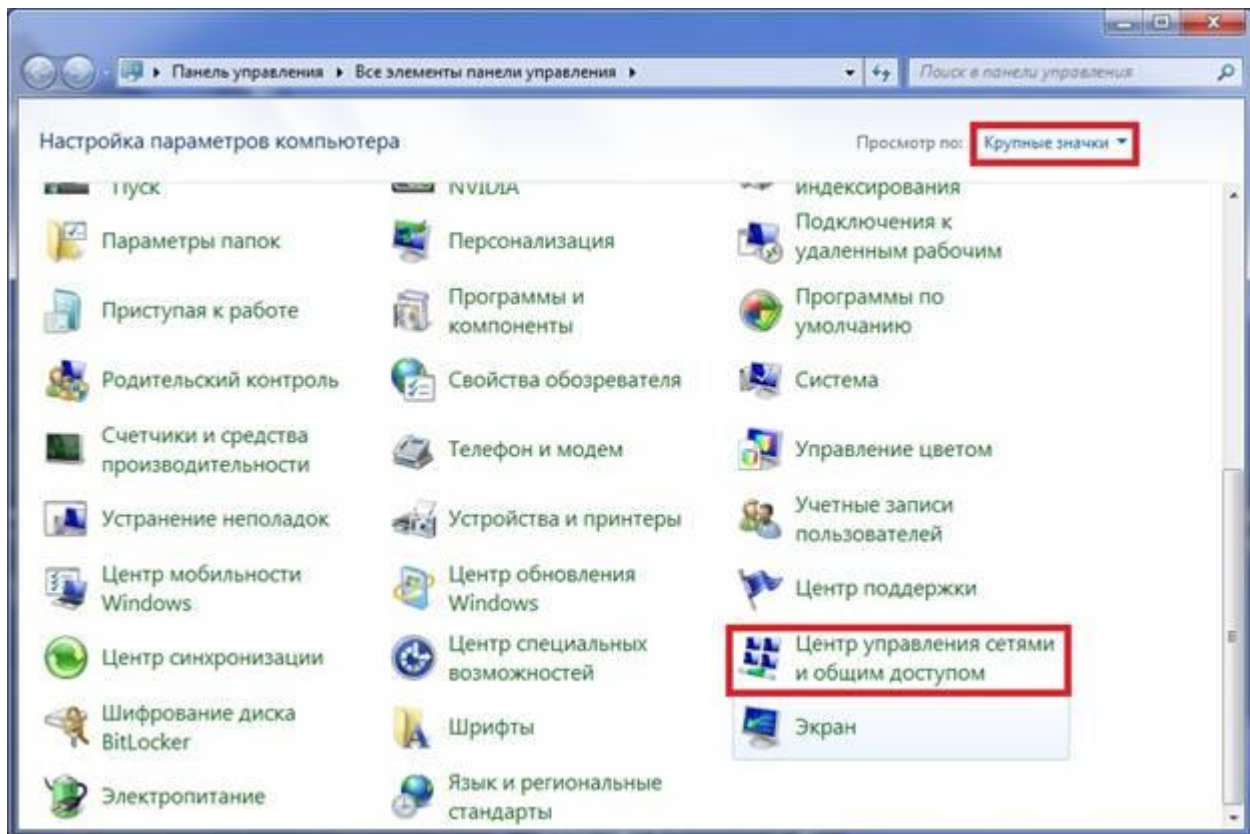 Панель управления ▸ Все элементы панели управления ▸
Поиск в панели управления
Настройка параметров компьютера
Просмотр по: Крупные значки
Пуск
NVIDIA
индексирования
Параметры папок
Персонализация
Подключения к
удаленным рабочим
Приступая к работе
Программы и
компоненты
Программы по
умолчанию
Родительский контроль
Свойства обозревателя
Система
Счетчики и средства
производительности
Телефон и модем
Управление цветом
Устранение неполадок
Устройства и принтеры
Учетные записи
пользователей
Центр мобильности
Windows
Центр обновления
Windows
Центр поддержки
Центр синхронизации
Центр специальных
возможностей
Центр управления сетями
и общим доступом
Шифрование диска
BitLocker
Шрифты
Экран
Электропитание
Язык и региональные
стандарты